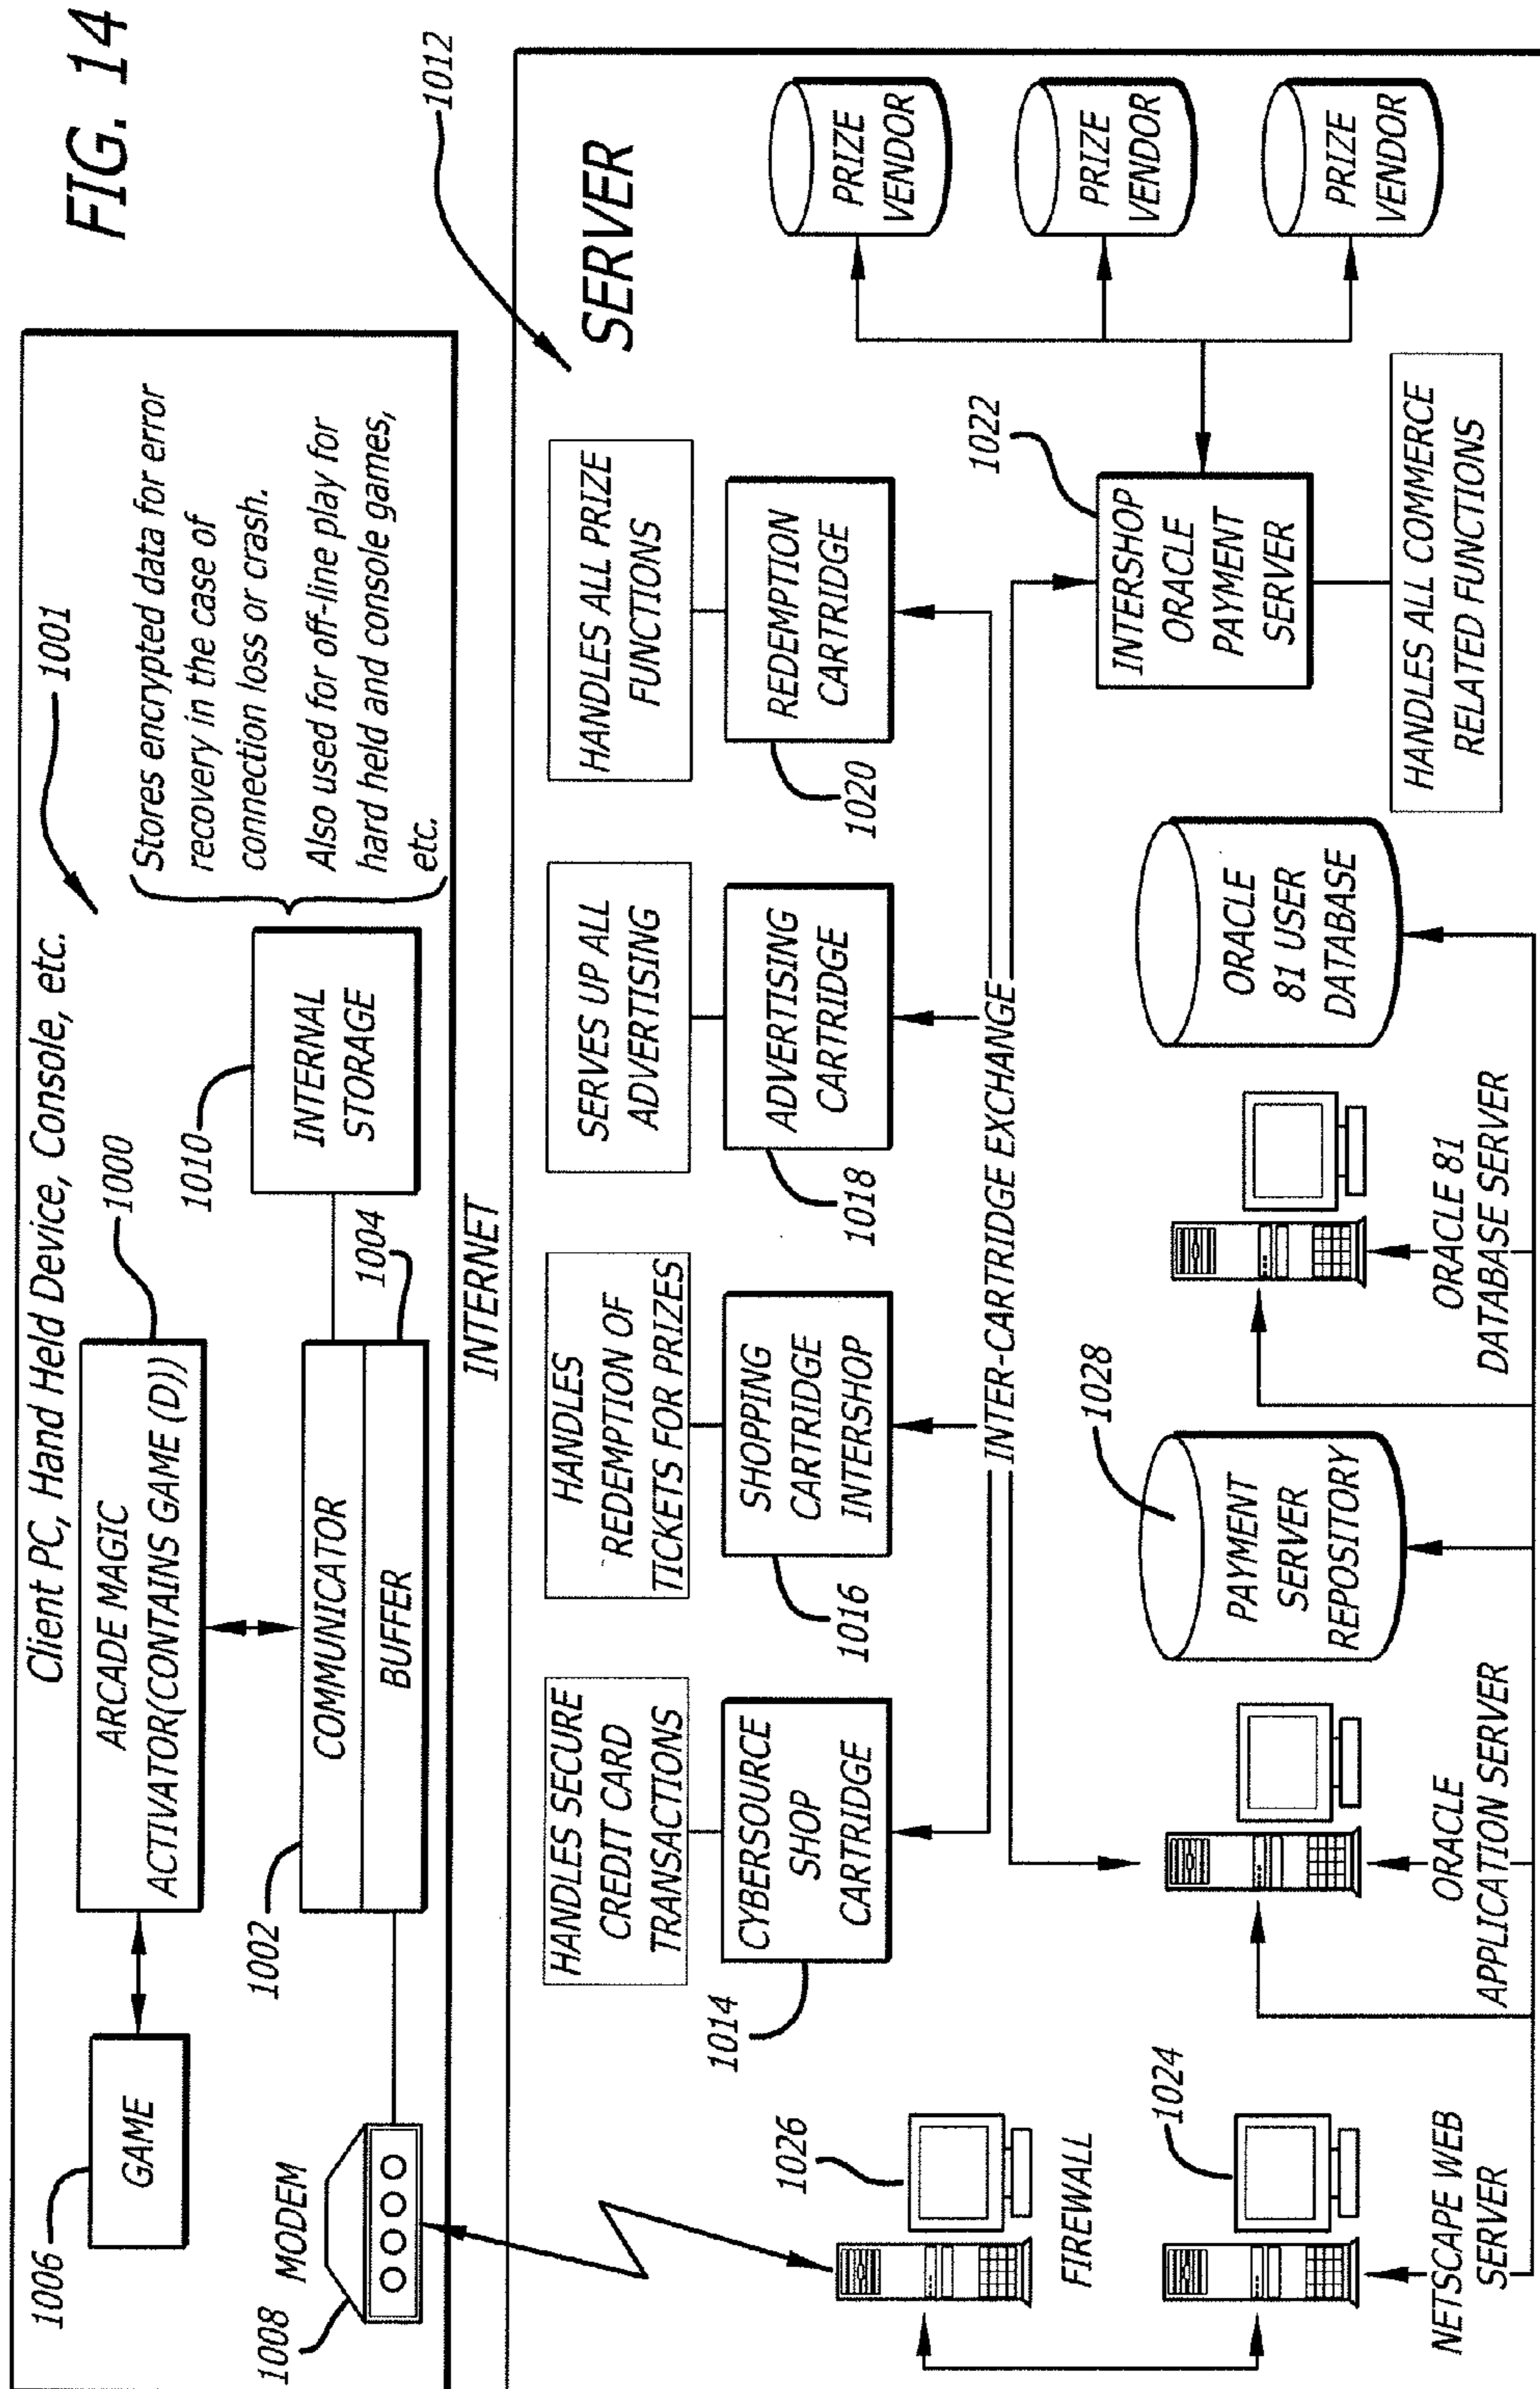 FIG. 14
Client PC, Hand Held Device, Console, etc.
1001
1006
GAME
ARCADE MAGIC
ACTIVATOR(CONTAINS GAME (D))
1000
1002
COMMUNICATOR
BUFFER
1004
1010
INTERNAL
STORAGE
Stores encrypted data for error
recovery in the case of
connection loss or crash.
Also used for off-line play for
hard held and console games,
etc.
MODEM
1008
INTERNET
1012
SERVER
HANDLES SECURE
CREDIT CARD
TRANSACTIONS
HANDLES
REDEMPTION OF
TICKETS FOR PRIZES
SERVES UP ALL
ADVERTISING
HANDLES ALL PRIZE
FUNCTIONS
CYBERSOURCE
SHOP
CARTRIDGE
1014
SHOPPING
CARTRIDGE
INTERSHOP
1016
ADVERTISING
CARTRIDGE
1018
REDEMPTION
CARTRIDGE
1020
PRIZE
VENDOR
PRIZE
VENDOR
PRIZE
VENDOR
INTER-CARTRIDGE EXCHANGE
1026
FIREWALL
1024
NETSCAPE WEB
SERVER
ORACLE
APPLICATION SERVER
PAYMENT
SERVER
REPOSITORY
1028
ORACLE 81
DATABASE SERVER
ORACLE
81 USER
DATABASE
INTERSHOP
ORACLE
PAYMENT
SERVER
1022
HANDLES ALL COMMERCE
RELATED FUNCTIONS